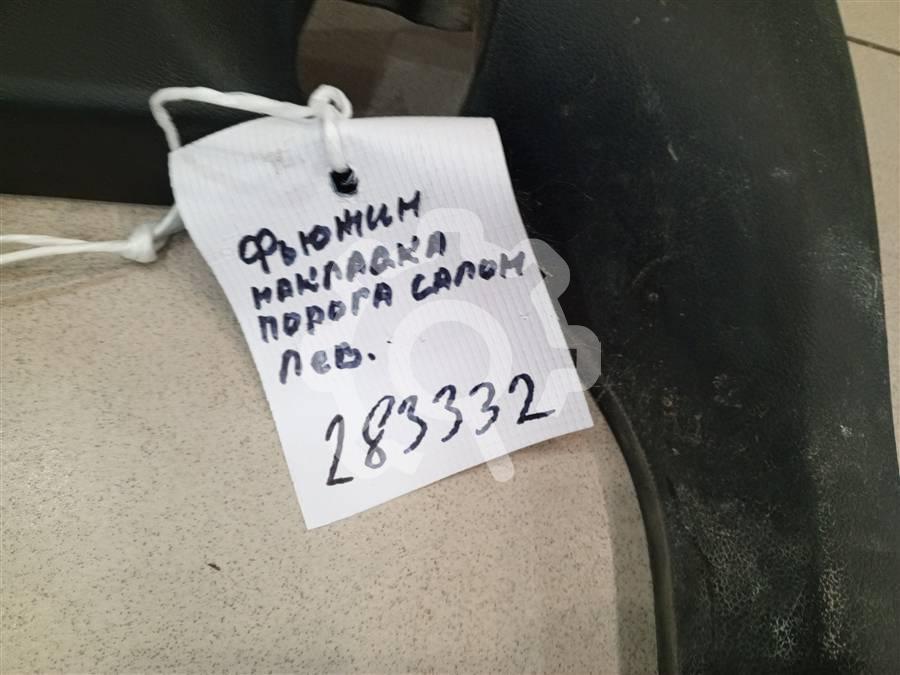 Фьюжин
накладка
порога салон
лев.
283332